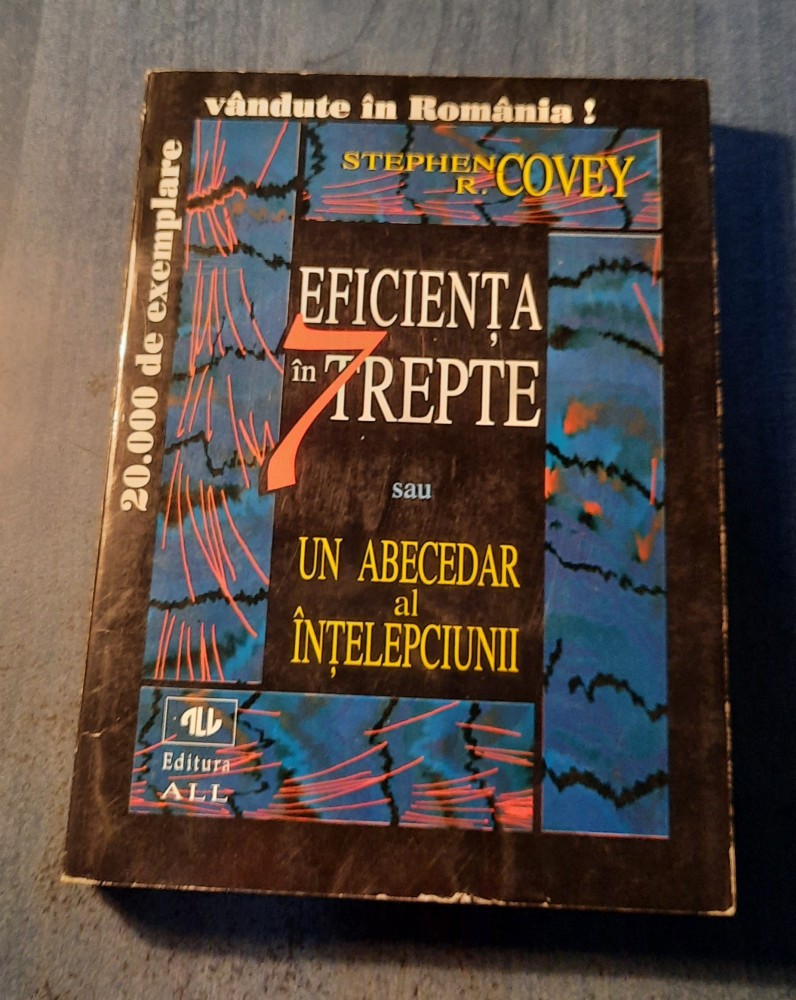 20.000 de exemplare
vândute în România !
STEPHEN
R. COVEY
EFICIENȚA
în 7 TREPTE
sau
UN ABECEDAR
al
ÎNȚELEPCIUNII
ALL
Editura
ALL